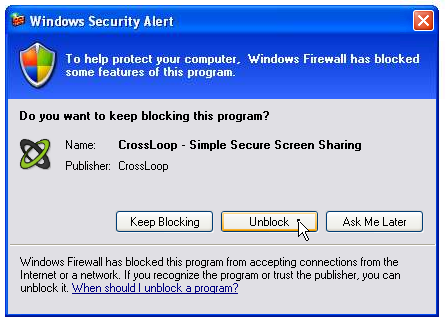 Windows Security Alert
To help protect your computer, Windows Firewall has blocked
some features of this program.
Do you want to keep blocking this program?
Name: CrossLoop - Simple Secure Screen Sharing
Publisher: CrossLoop
Keep Blocking Unblock Ask Me Later
Windows Firewall has blocked this program from accepting connections from the
Internet or a network. If you recognize the program or trust the publisher, you can
unblock it. When should I unblock a program?